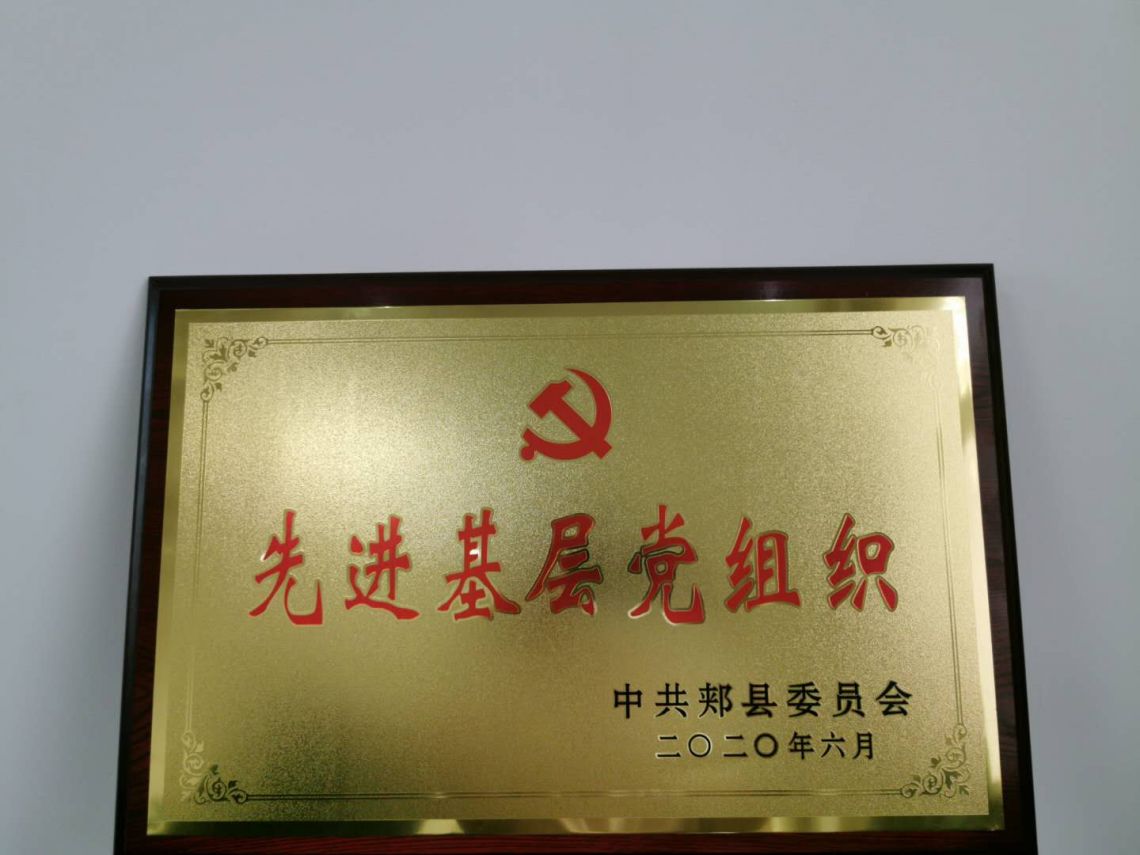 先进基层党组织
中共郏县委员会
二〇二〇年六月